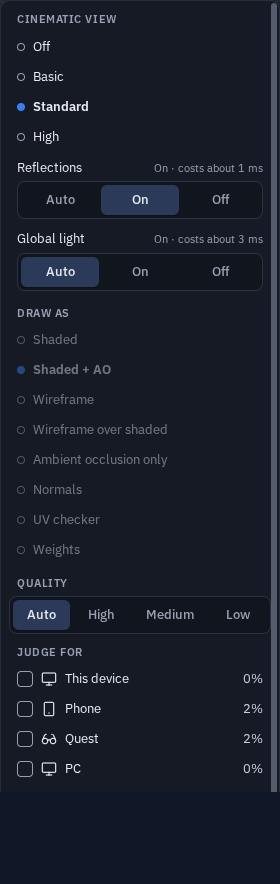 CINEMATIC VIEW
Off
Basic
Standard
High
Reflections On · costs about 1 ms
Auto On Off
Global light On · costs about 3 ms
Auto On Off
DRAW AS
Shaded
Shaded + AO
Wireframe
Wireframe over shaded
Ambient occlusion only
Normals
UV checker
Weights
QUALITY
Auto High Medium Low
JUDGE FOR
This device 0%
Phone 2%
Quest 2%
PC 0%